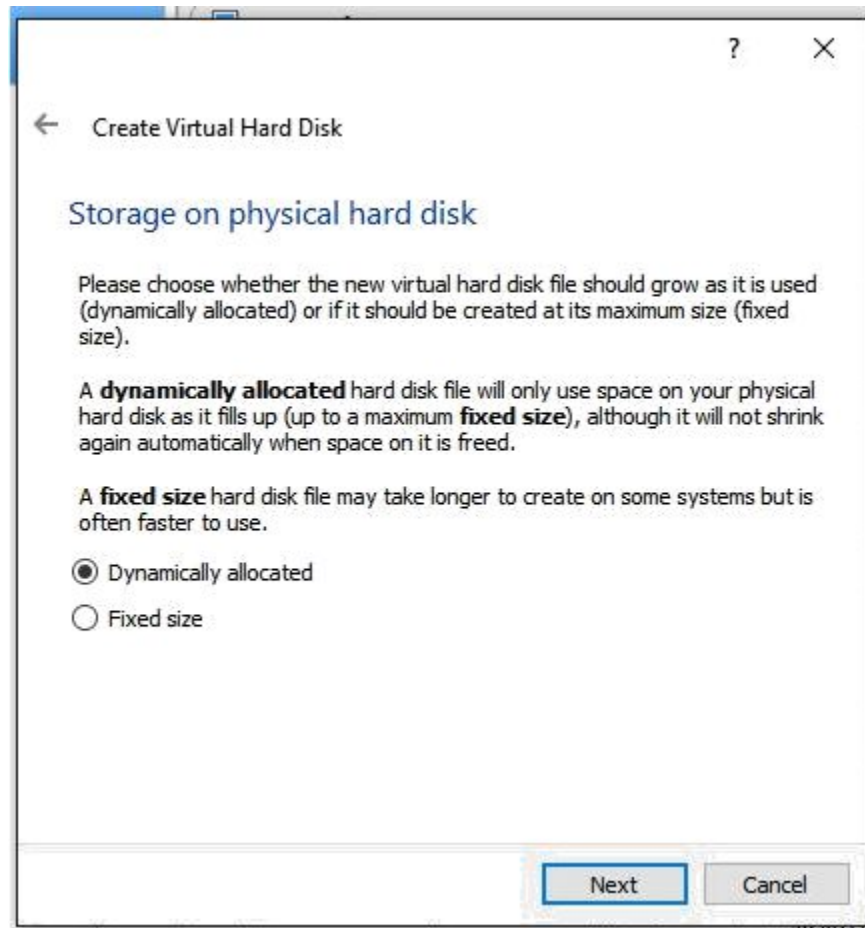 ?
Create Virtual Hard Disk
Storage on physical hard disk
Please choose whether the new virtual hard disk file should grow as it is used
(dynamically allocated) or if it should be created at its maximum size (fixed
size).
A dynamically allocated hard disk file will only use space on your physical
hard disk as it fills up (up to a maximum fixed size), although it will not shrink
again automatically when space on it is freed.
A fixed size hard disk file may take longer to create on some systems but is
often faster to use.
Dynamically allocated
Fixed size
Next Cancel